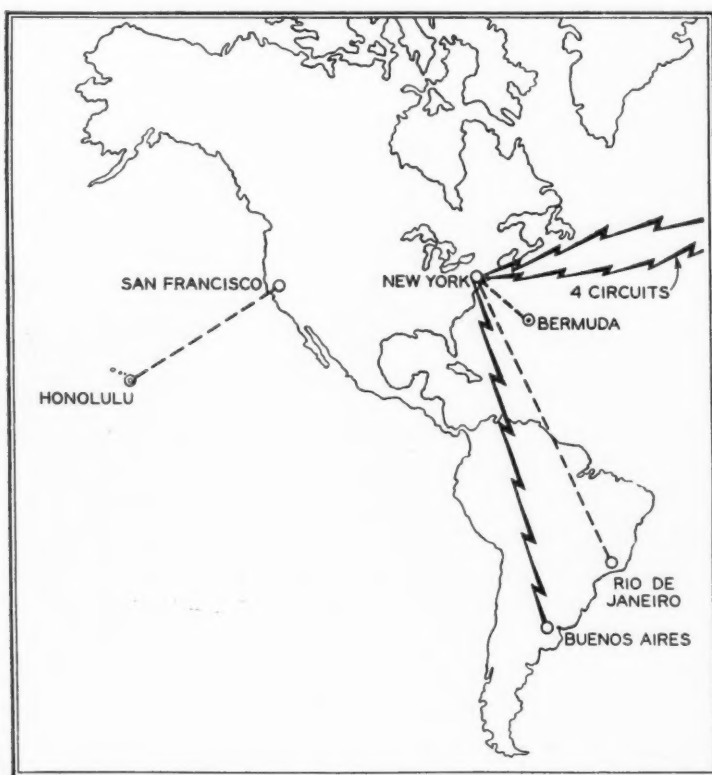 SAN FRANCISCO
NEW YORK
4 CIRCUITS
BERMUDA
HONOLULU
RIO DE
JANEIRO
BUENOS AIRES